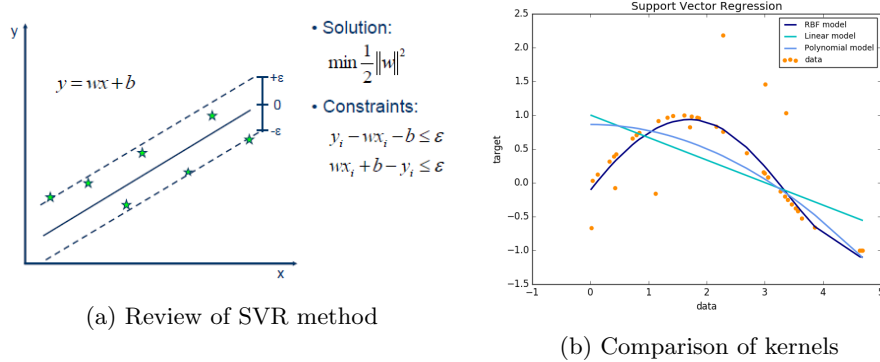 y
y = wx + b
+ε
0
-ε
x
• Solution:
min 1/2 ||w||²
• Constraints:
yᵢ − wxᵢ − b ≤ ε
wxᵢ + b − yᵢ ≤ ε
(a) Review of SVR method
Support Vector Regression
RBF model
Linear model
Polynomial model
data
target
2.5
2.0
1.5
1.0
0.5
0.0
−0.5
−1.0
−1.5
−1 0 1 2 3 4 5
data
(b) Comparison of kernels